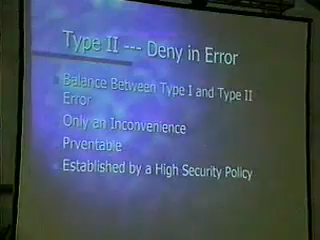 Type II --- Deny in Error
Balance Between Type I and Type II
Error
Only an Inconvenience
Prventable
Established by a High Security Policy